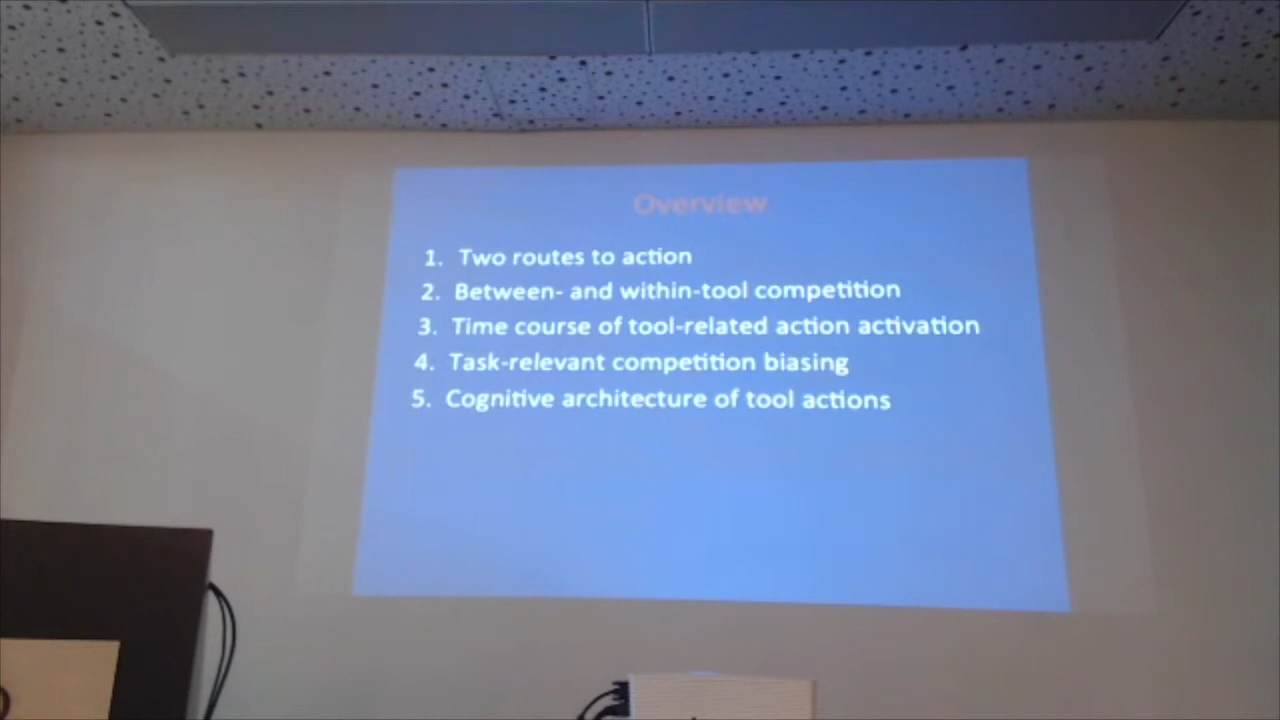 Overview
1. Two routes to action
2. Between- and within-tool competition
3. Time course of tool-related action activation
4. Task-relevant competition biasing
5. Cognitive architecture of tool actions